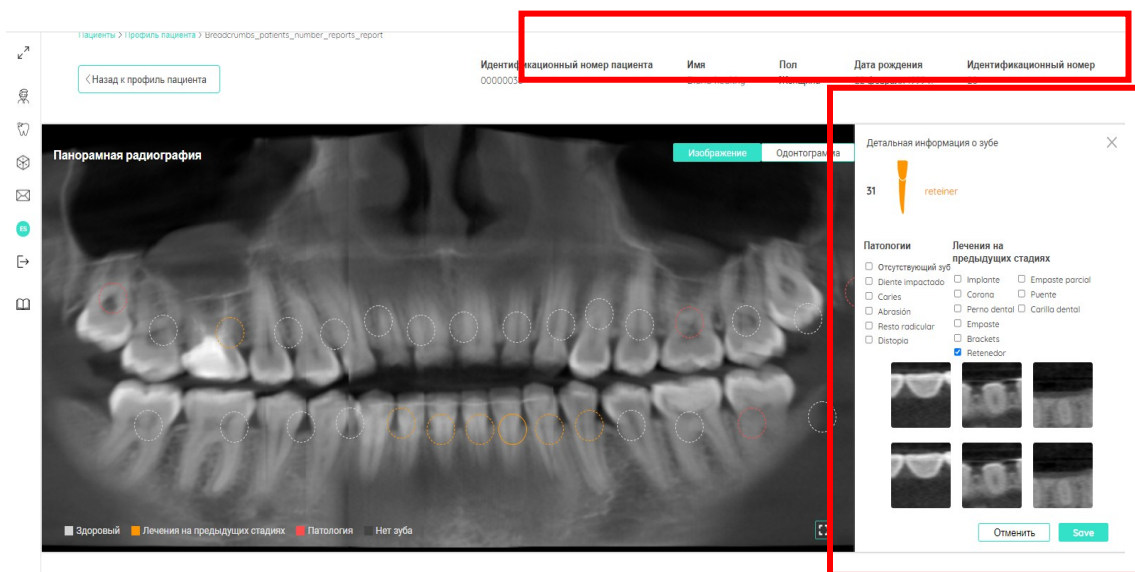 Пациенты > Профиль пациента > Breadcrumbs_patients_number_reports_report
< Назад к профиль пациента
Идентификационный номер пациента Имя Пол Дата рождения Идентификационный номер
ES
Панорамная радиография
Изображение Одонтограмма
Детальная информация о зубе
31 reteiner
Патологии
Отсутствующий зуб
Diente impactado
Caries
Abrasión
Resto radicular
Distopia
Лечения на
предыдущих стадиях
Implante Empaste parcial
Corona Puente
Perno dental Carilla dental
Empaste
Brackets
Retenedor
Здоровый Лечения на предыдущих стадиях Патология Нет зуба
Отменить Save